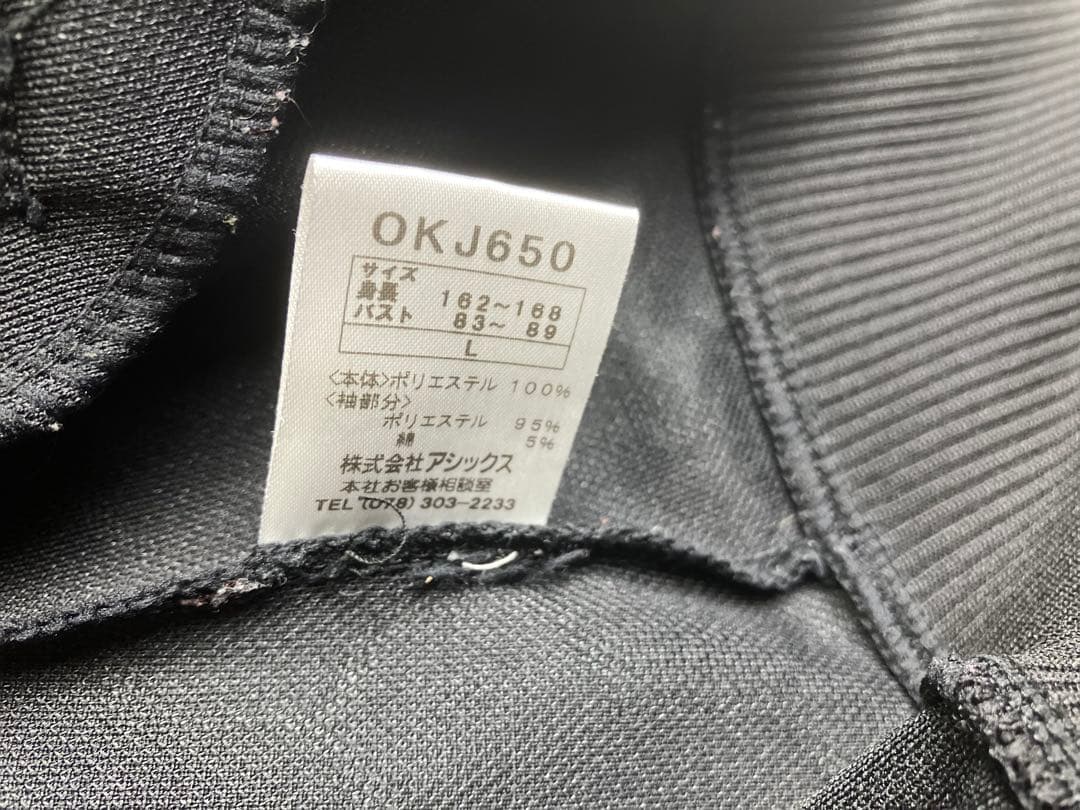 OKJ650
サイズ
身長 162～168
バスト 83～ 89
L
〈本体〉ポリエステル 100%
〈袖部分〉
ポリエステル 95%
綿 5%
株式会社アシックス
本社お客様相談室
TEL (078) 303-2233